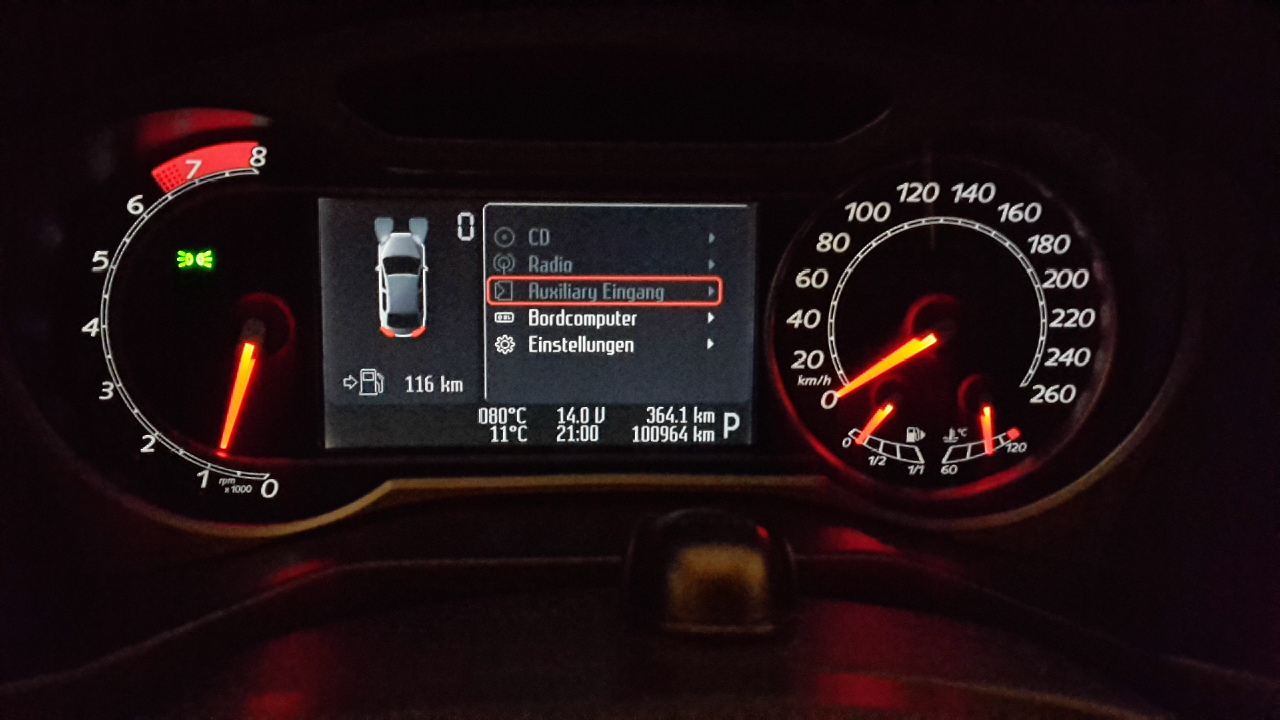 8
7
6
5
4
3
2
1
rpm
x1000
0
0
CD
Radio
Auxiliary Eingang
Bordcomputer
Einstellungen
116 km
080°C 14.0 V 364.1 km
11°C 21:00 100964 km
P
120 140
100 160
80 180
60 200
40 220
20 240
km/h
0 260
0 1/2 1/1
°C
60 120